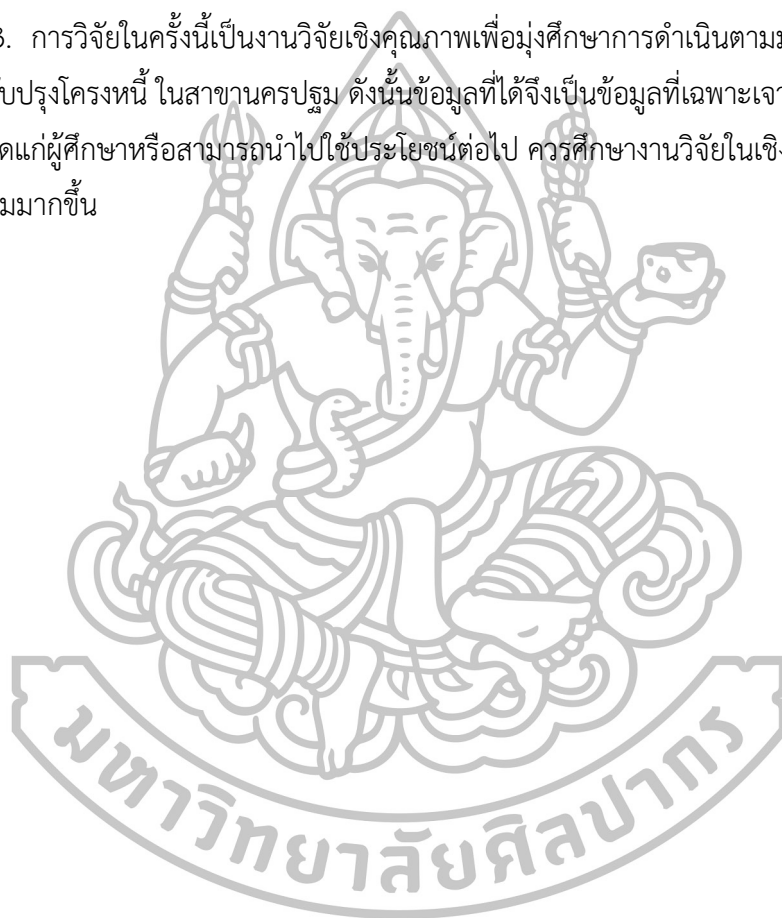 3. การวิจัยในครั้งนี้เป็นงานวิจัยเชิงคุณภาพเพื่อมุ่งศึกษาการดำเนินตาม
ับปรุงโครงหนี้ ในสาขานครปฐม ดังนั้นข้อมูลที่ได้จึงเป็นข้อมูลที่เฉพาะเจา
ดแก่ผู้ศึกษาหรือสามารถนำไปใช้ประโยชน์ต่อไป ควรศึกษางานวิจัยในเชิง
มมากขึ้น
มหาวิทยาลัยศิลปากร